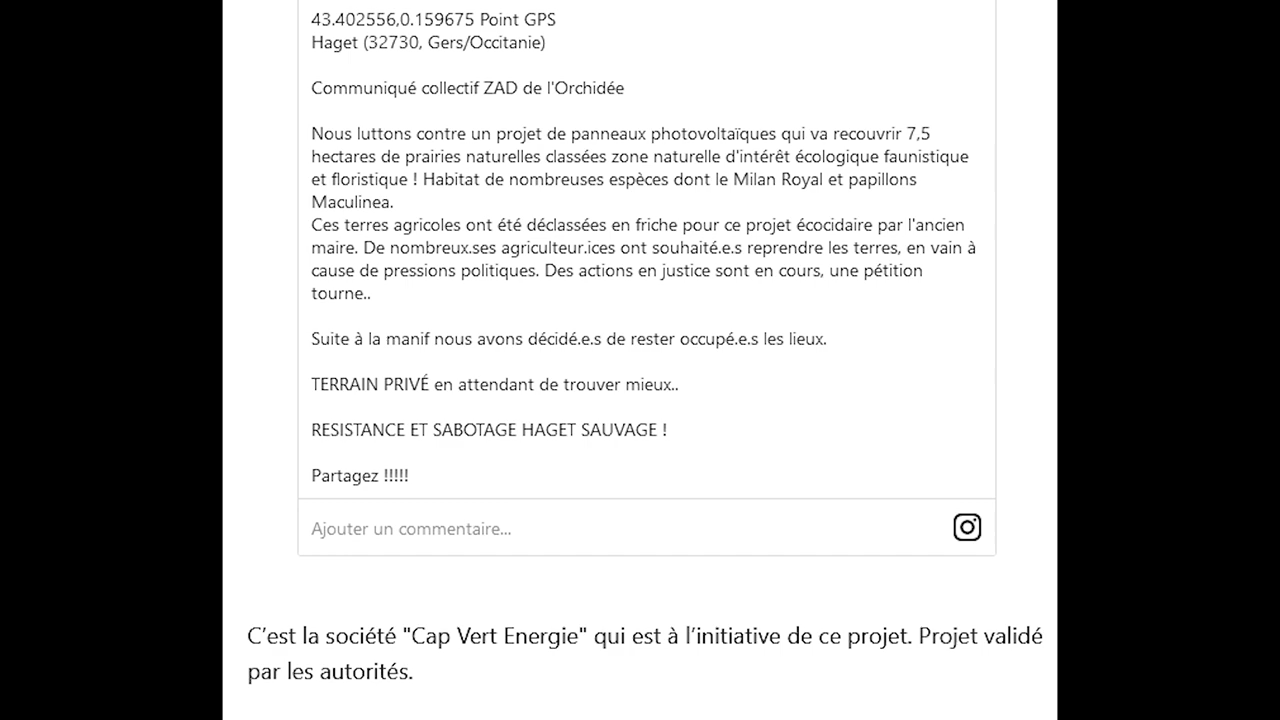 43.402556,0.159675 Point GPS
Haget (32730, Gers/Occitanie)
Communiqué collectif ZAD de l'Orchidée
Nous luttons contre un projet de panneaux photovoltaïques qui va recouvrir 7,5
hectares de prairies naturelles classées zone naturelle d'intérêt écologique faunistique
et floristique ! Habitat de nombreuses espèces dont le Milan Royal et papillons
Maculinea.
Ces terres agricoles ont été déclassées en friche pour ce projet écocidaire par l'ancien
maire. De nombreux.ses agriculteur.ices ont souhaité.e.s reprendre les terres, en vain à
cause de pressions politiques. Des actions en justice sont en cours, une pétition
tourne..
Suite à la manif nous avons décidé.e.s de rester occupé.e.s les lieux.
TERRAIN PRIVÉ en attendant de trouver mieux..
RESISTANCE ET SABOTAGE HAGET SAUVAGE !
Partagez !!!!!
Ajouter un commentaire...
C’est la société "Cap Vert Energie" qui est à l’initiative de ce projet. Projet validé
par les autorités.